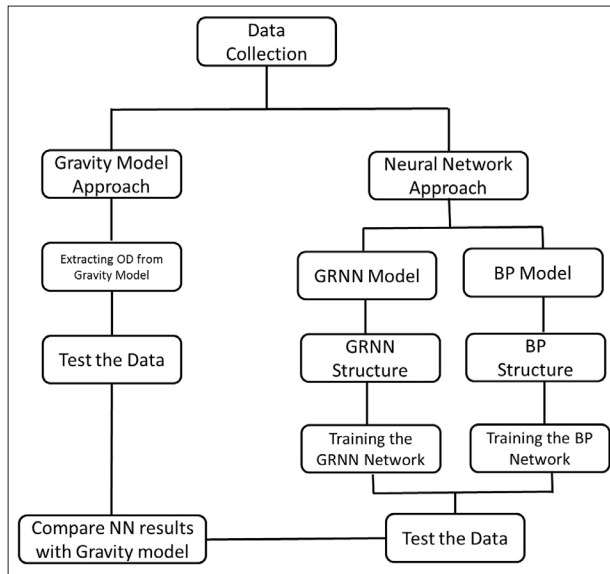 Data
Collection
Gravity Model
Approach
Neural Network
Approach
Extracting OD from
Gravity Model
GRNN Model
BP Model
Test the Data
GRNN
Structure
BP
Structure
Training the
GRNN Network
Training the BP
Network
Compare NN results
with Gravity model
Test the Data